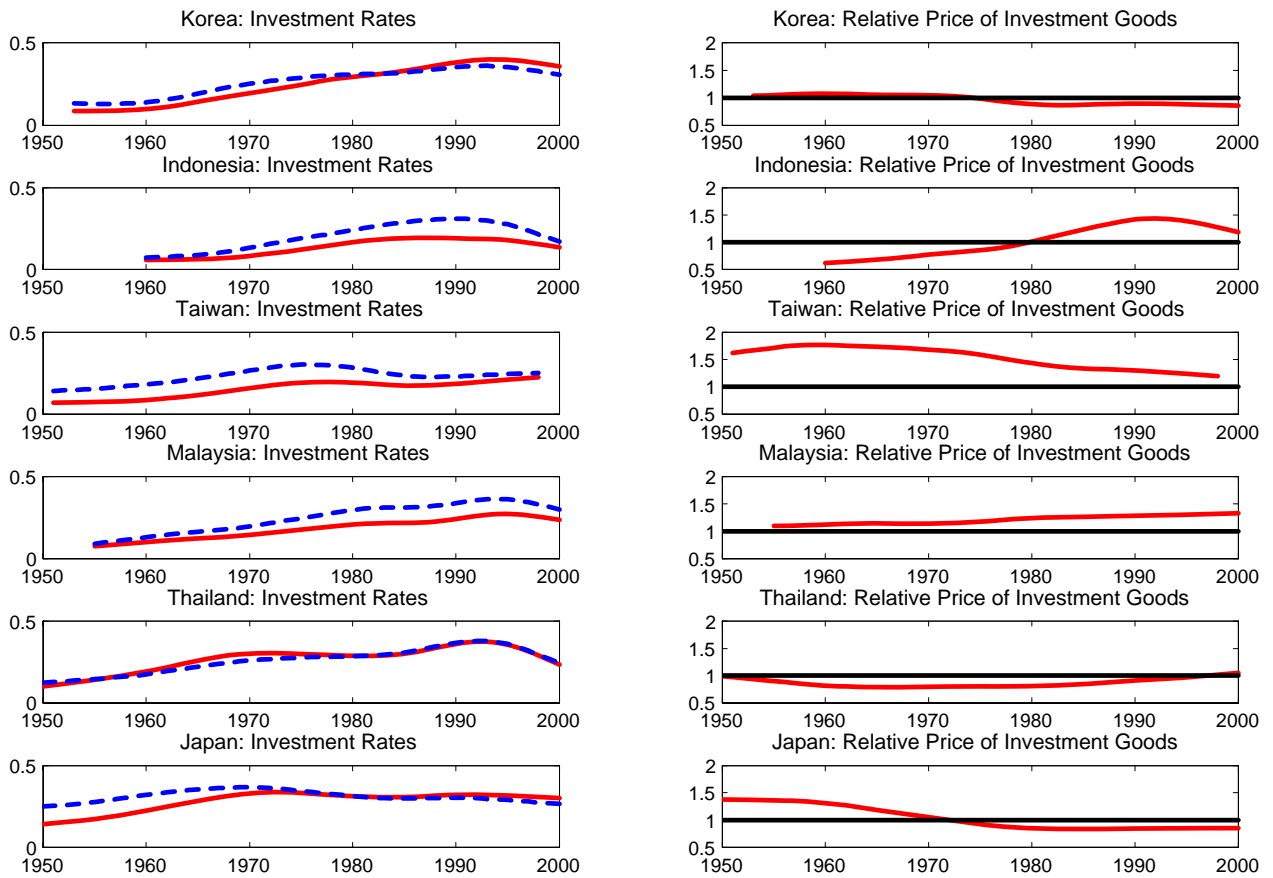 Korea: Investment Rates
0.5
0
1950 1960 1970 1980 1990 2000
Korea: Relative Price of Investment Goods
2
1.5
1
0.5
1950 1960 1970 1980 1990 2000
Indonesia: Investment Rates
0.5
0
1950 1960 1970 1980 1990 2000
Indonesia: Relative Price of Investment Goods
2
1.5
1
0.5
1950 1960 1970 1980 1990 2000
Taiwan: Investment Rates
0.5
0
1950 1960 1970 1980 1990 2000
Taiwan: Relative Price of Investment Goods
2
1.5
1
0.5
1950 1960 1970 1980 1990 2000
Malaysia: Investment Rates
0.5
0
1950 1960 1970 1980 1990 2000
Malaysia: Relative Price of Investment Goods
2
1.5
1
0.5
1950 1960 1970 1980 1990 2000
Thailand: Investment Rates
0.5
0
1950 1960 1970 1980 1990 2000
Thailand: Relative Price of Investment Goods
2
1.5
1
0.5
1950 1960 1970 1980 1990 2000
Japan: Investment Rates
0.5
0
1950 1960 1970 1980 1990 2000
Japan: Relative Price of Investment Goods
2
1.5
1
0.5
1950 1960 1970 1980 1990 2000